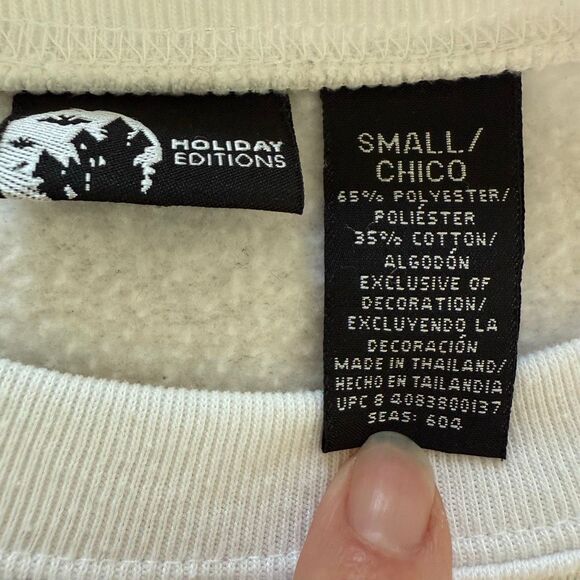 HOLIDAY
EDITIONS
SMALL/
CHICO
65% POLYESTER/
POLIÉSTER
35% COTTON/
ALGODÓN
EXCLUSIVE OF
DECORATION/
EXCLUYENDO LA
DECORACIÓN
MADE IN THAILAND/
HECHO EN TAILANDIA
UPC 8 4083800137
SEAS: 604